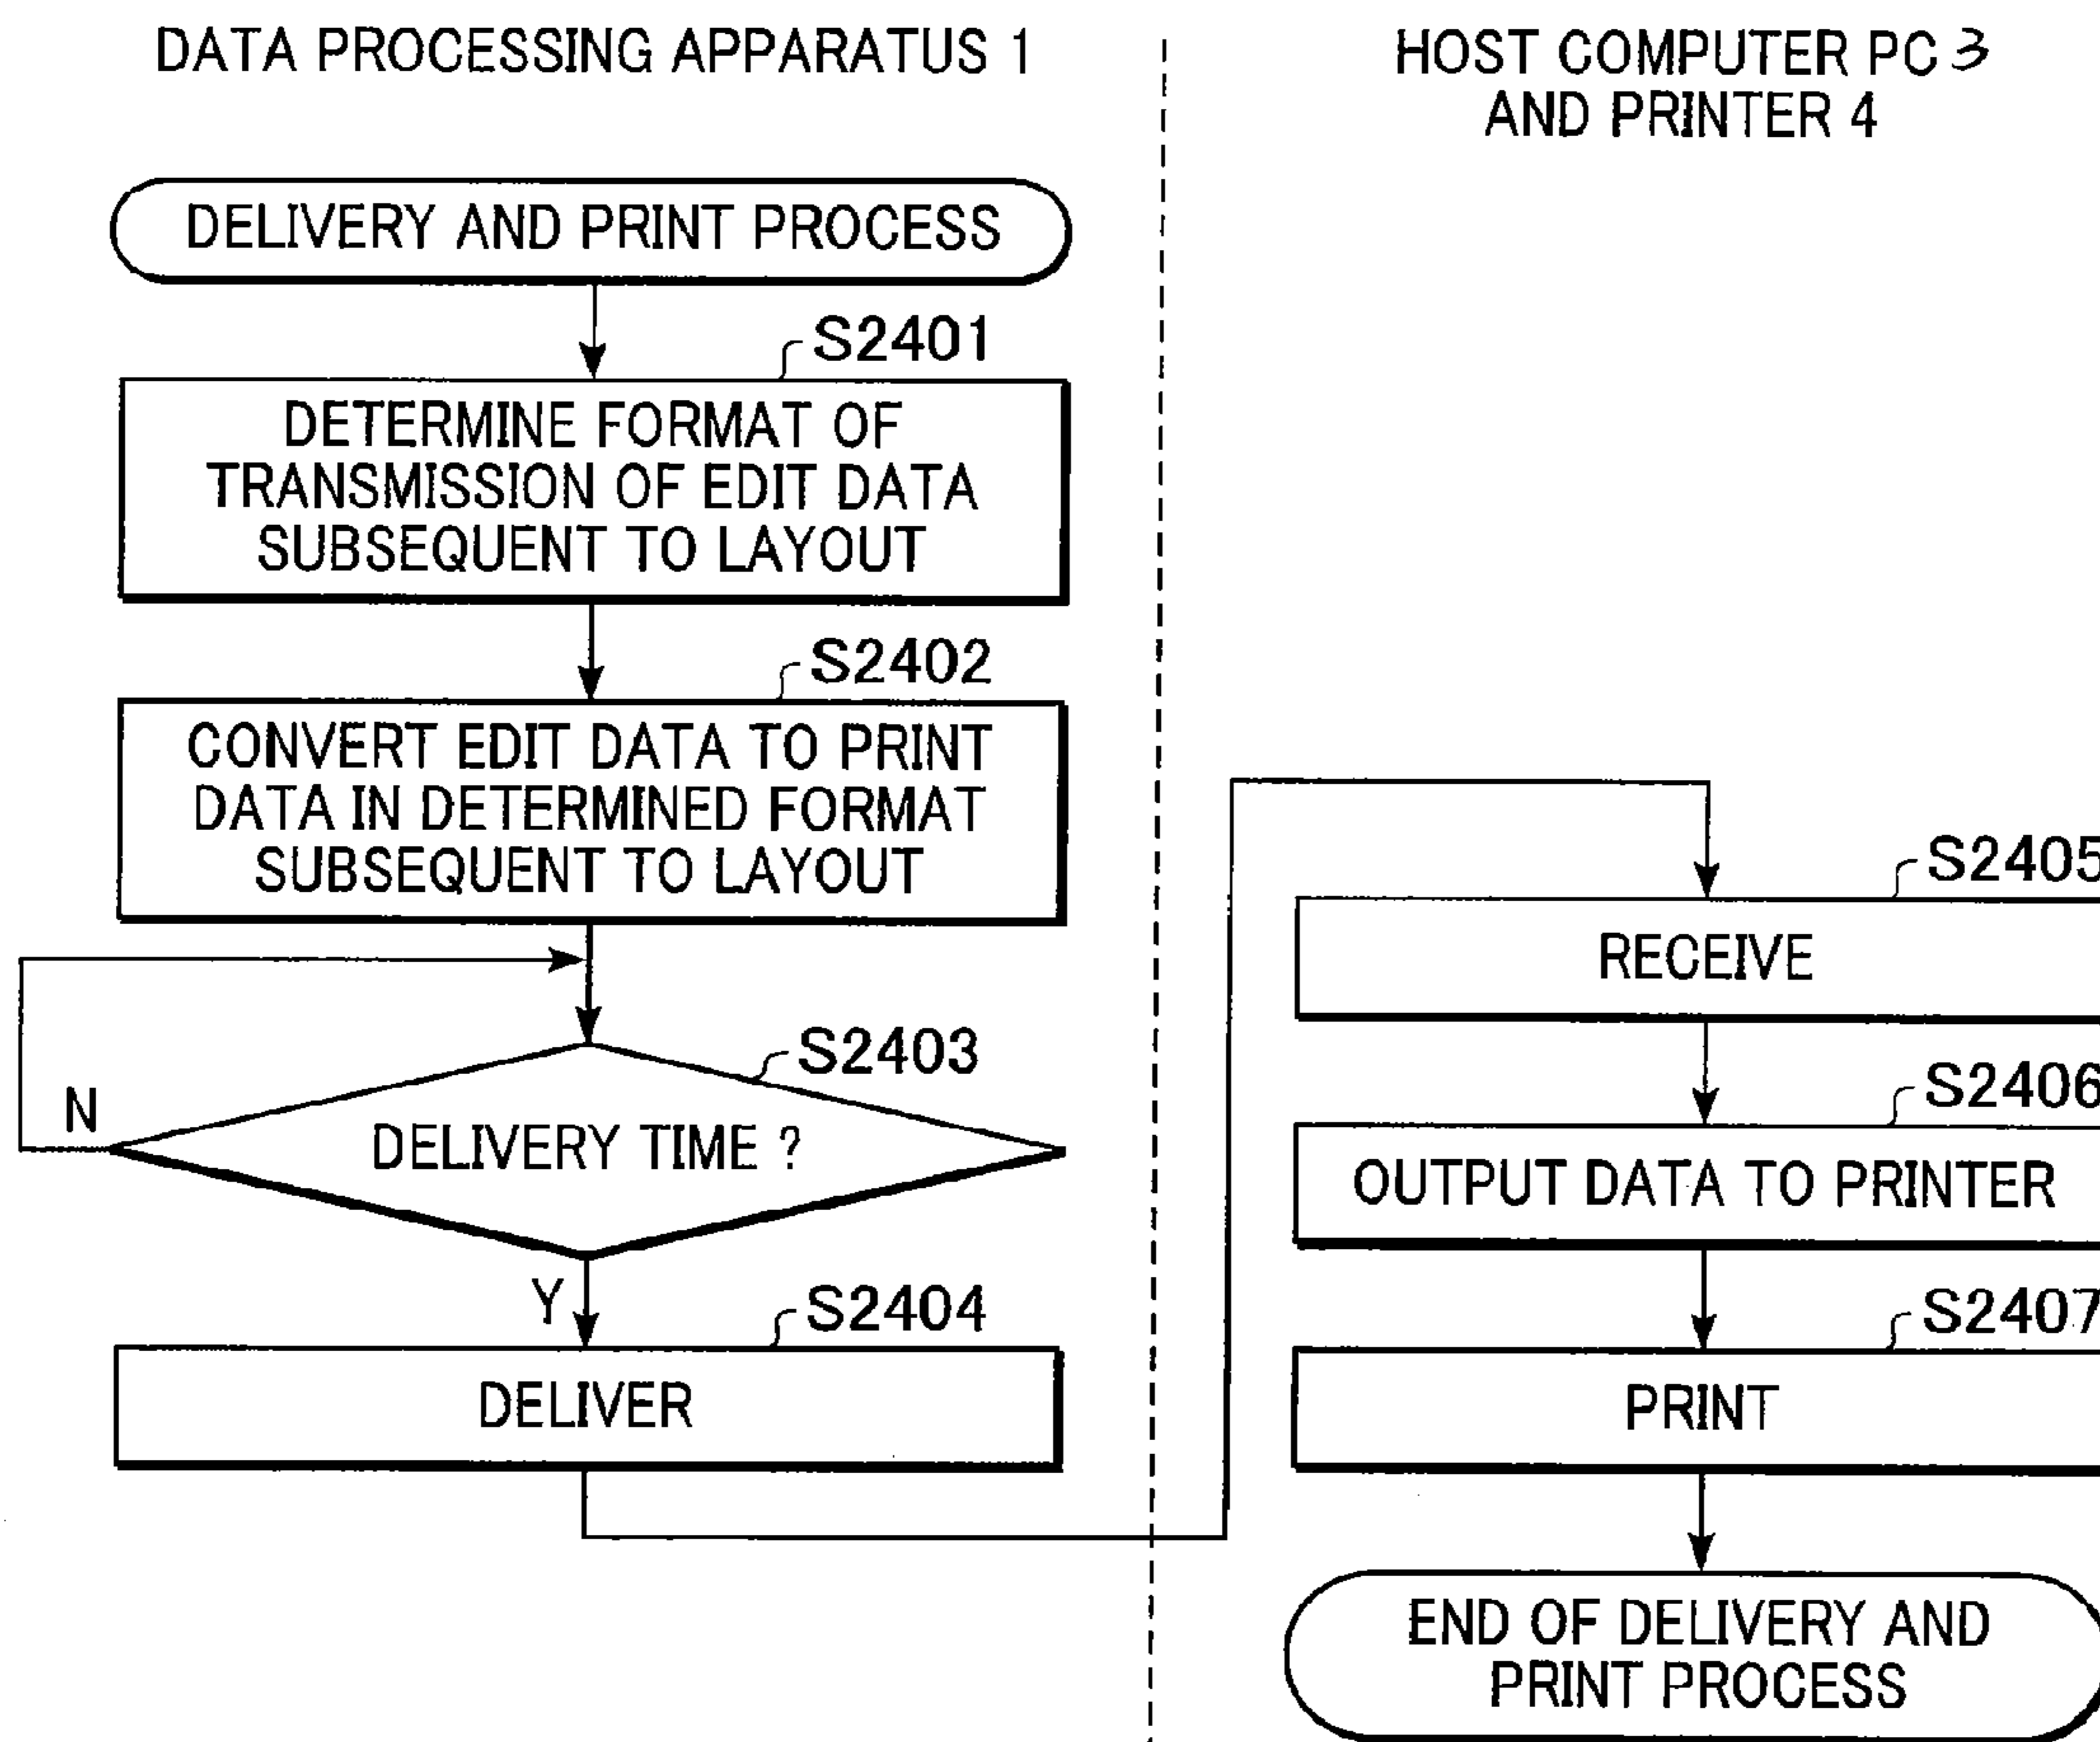 DATA PROCESSING APPARATUS 1
HOST COMPUTER PC 3
AND PRINTER 4
DELIVERY AND PRINT PROCESS
S2401
DETERMINE FORMAT OF
TRANSMISSION OF EDIT DATA
SUBSEQUENT TO LAYOUT
S2402
CONVERT EDIT DATA TO PRINT
DATA IN DETERMINED FORMAT
SUBSEQUENT TO LAYOUT
S2403
N
DELIVERY TIME ?
Y
S2404
DELIVER
S2405
RECEIVE
S2406
OUTPUT DATA TO PRINTER
S2407
PRINT
END OF DELIVERY AND
PRINT PROCESS